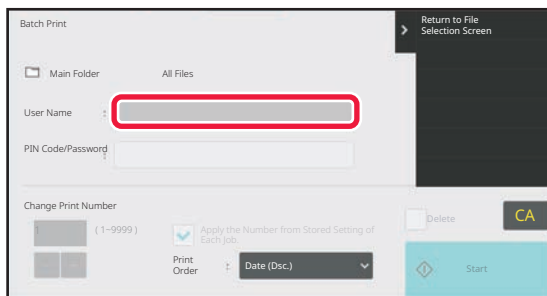 Batch Print
Return to File
Selection Screen
Main Folder
All Files
User Name :
PIN Code/Password :
Change Print Number
1
( 1~9999 )
Apply the Number from Stored Setting of
Each Job
Print
Order : Date (Dsc.)
Delete
CA
Start